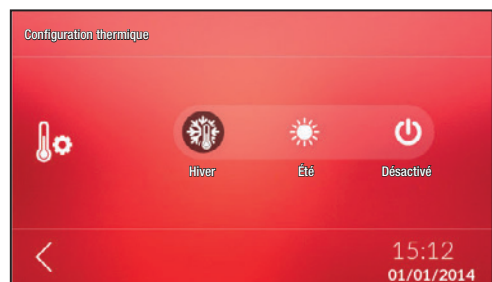 Configuration thermique
Hiver Été Désactivé
15:12
01/01/2014